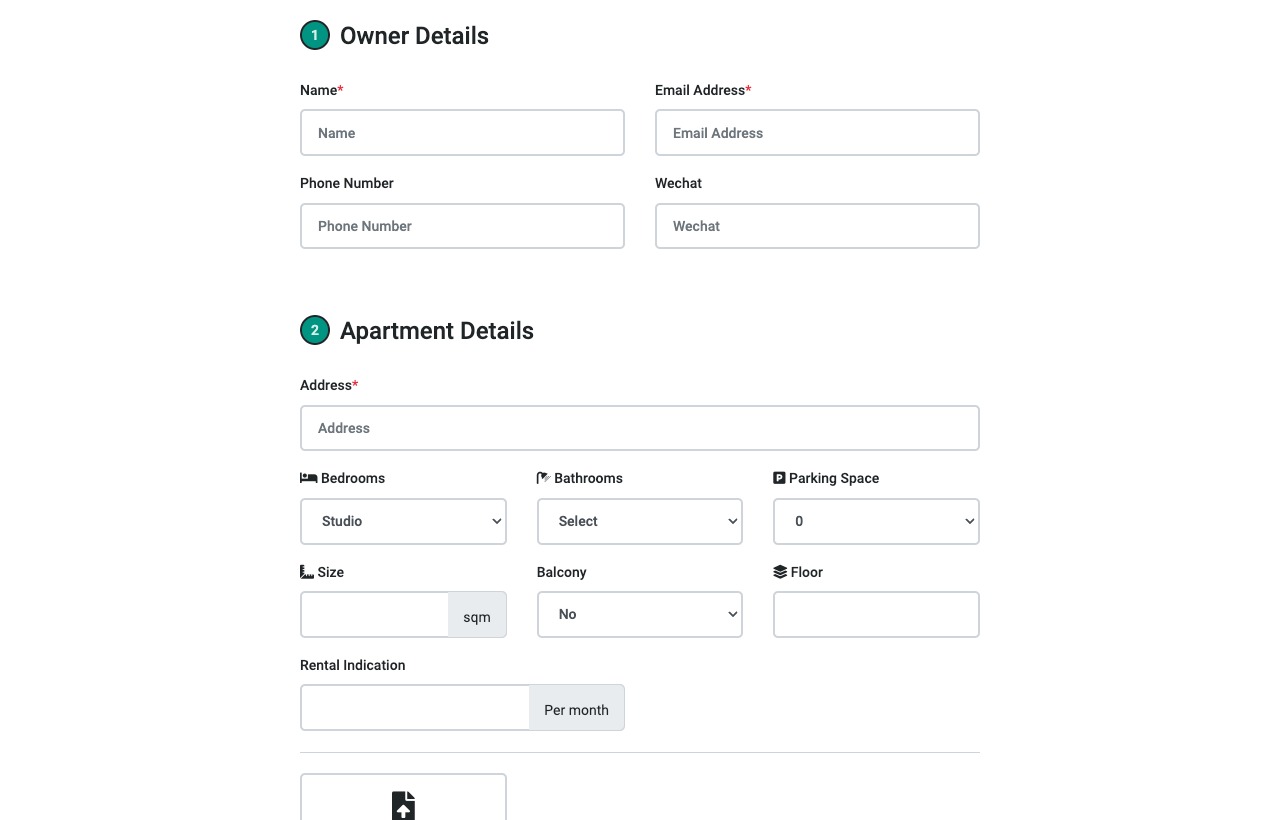 1 Owner Details
Name* Email Address*
Name Email Address
Phone Number Wechat
Phone Number Wechat
2 Apartment Details
Address*
Address
Bedrooms Bathrooms P Parking Space
Studio Select 0
Size Balcony Floor
sqm No
Rental Indication
Per month